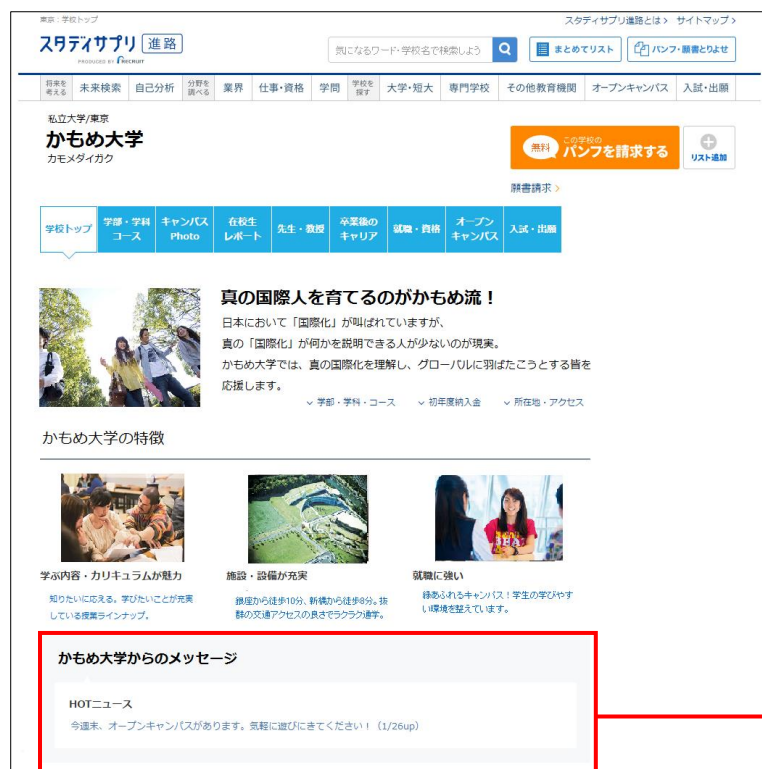 東京：学校トップ
スタディサプリ進路とは＞ サイトマップ＞
スタディサプリ 進路
PRODUCED BY RECRUIT
気になるワード・学校名で検索しよう
まとめてリスト
パンフ・願書とりよせ
将来を考える 未来検索 自己分析 分野を調べる 業界 仕事・資格 学問 学校を探す 大学・短大 専門学校 その他教育機関 オープンキャンパス 入試・出願
私立大学/東京
かもめ大学
カモメダイガク
無料 この学校の
パンフを請求する
リスト追加
願書請求＞
学校トップ 学部・学科コース キャンパスPhoto 在校生レポート 先生・教授 卒業後のキャリア 就職・資格 オープンキャンパス 入試・出願
真の国際人を育てるのがかもめ流！
日本において「国際化」が叫ばれていますが、
真の「国際化」が何かを説明できる人が少ないのが現実。
かもめ大学では、真の国際化を理解し、グローバルに羽ばたこうとする皆を
応援します。
学部・学科・コース 初年度納入金 所在地・アクセス
かもめ大学の特徴
学ぶ内容・カリキュラムが魅力
知りたいに応える。学びたいことが充実
している授業ラインナップ。
施設・設備が充実
銀座から徒歩10分、新橋から徒歩8分。抜
群の交通アクセスの良さでラクラク通学。
就職に強い
緑あふれるキャンパス！学生の学びやす
い環境を整えています。
かもめ大学からのメッセージ
HOTニュース
今週末、オープンキャンパスがあります。気軽に遊びにきてください！（1/26up）